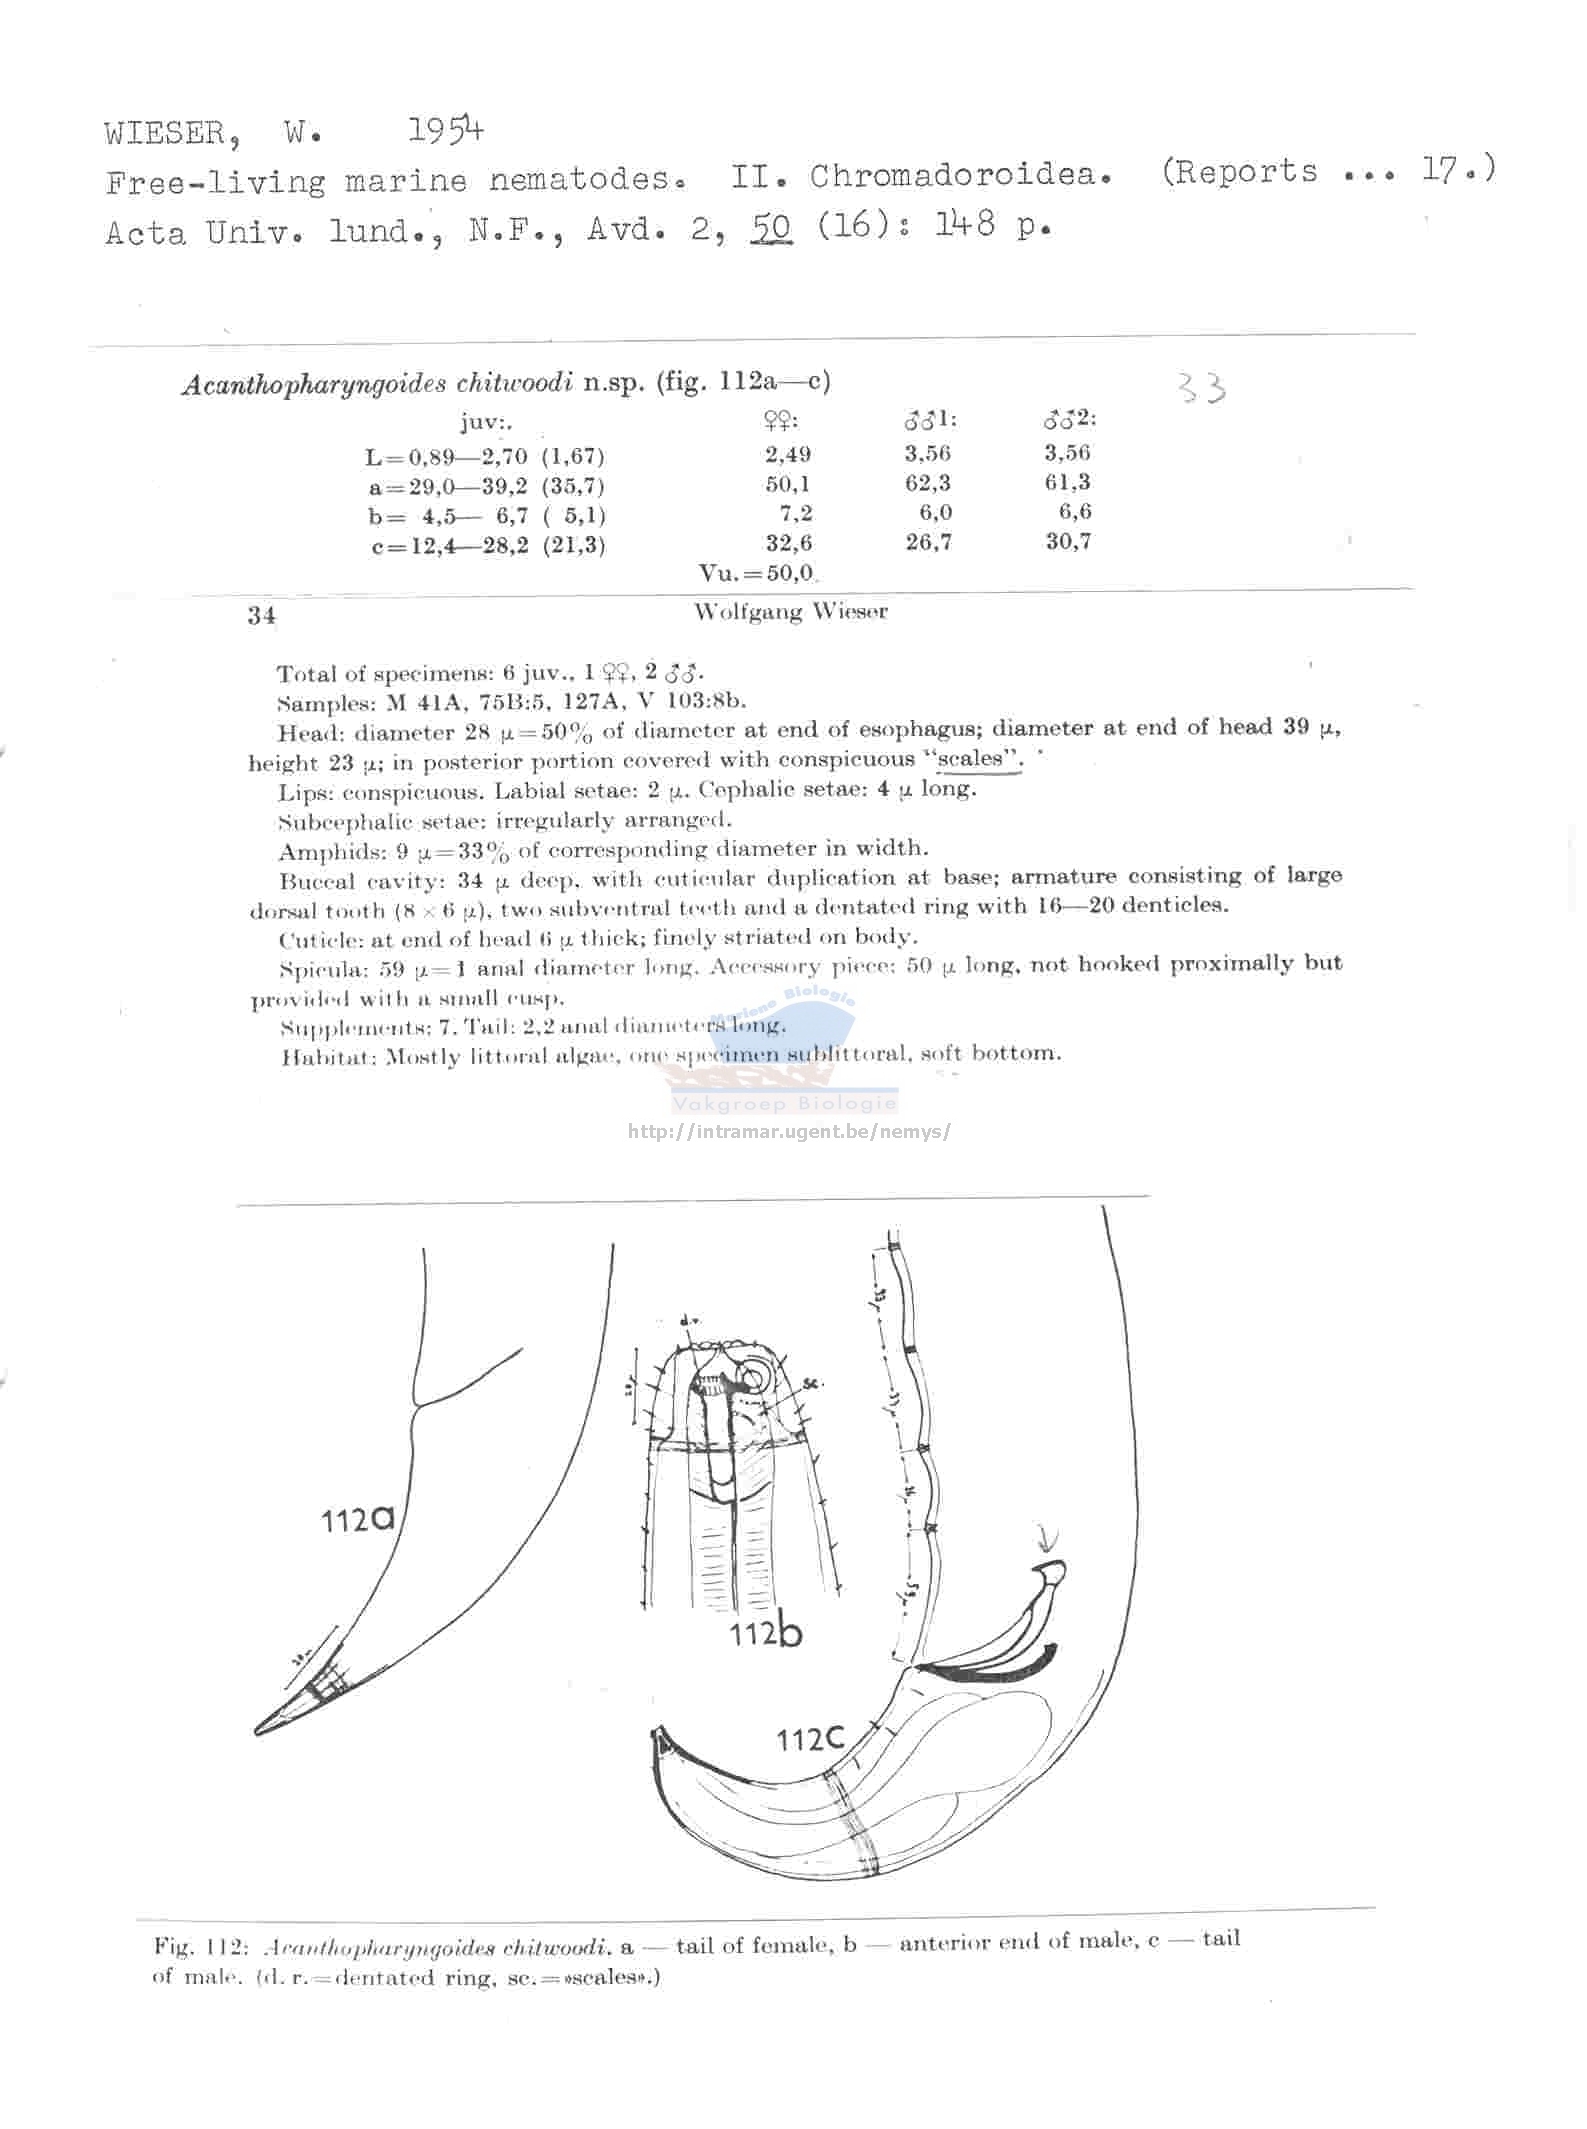 WIESER, W. 1954
Free-living marine nematodes. II. Chromadoroidea. (Reports ... 17.)
Acta Univ. lund., N.F., Avd. 2, 50 (16): 148 p.
Acanthopharyngoides chitwoodi n.sp. (fig. 112a—c) 33
juv:. ♀♀: ♂♂1: ♂♂2:
L=0,89—2,70 (1,67) 2,49 3,56 3,56
a=29,0—39,2 (35,7) 50,1 62,3 61,3
b= 4,5— 6,7 ( 5,1) 7,2 6,0 6,6
c=12,4—28,2 (21,3) 32,6 26,7 30,7
Vu.=50,0.
34 Wolfgang Wieser
Total of specimens: 6 juv., 1 ♀♀, 2 ♂♂.
Samples: M 41A, 75B:5, 127A, V 103:8b.
Head: diameter 28 μ=50% of diameter at end of esophagus; diameter at end of head 39 μ,
height 23 μ; in posterior portion covered with conspicuous "scales".
Lips: conspicuous. Labial setae: 2 μ. Cephalic setae: 4 μ long.
Subcephalic setae: irregularly arranged.
Amphids: 9 μ=33% of corresponding diameter in width.
Buccal cavity: 34 μ deep, with cuticular duplication at base; armature consisting of large
dorsal tooth (8 × 6 μ), two subventral teeth and a dentated ring with 16—20 denticles.
Cuticle: at end of head 6 μ thick; finely striated on body.
Spicula: 59 μ=1 anal diameter long. Accessory piece: 50 μ long, not hooked proximally but
provided with a small cusp.
Supplements: 7. Tail: 2,2 anal diameters long.
Habitat: Mostly littoral algae, one specimen sublittoral, soft bottom.
Mariene Biologie
Vakgroep Biologie
http://intramar.ugent.be/nemys/
d.r.
sc.
112a
112b
112c
Fig. 112: Acanthopharyngoides chitwoodi. a — tail of female, b — anterior end of male, c — tail
of male. (d. r.=dentated ring, sc.=»scales».)